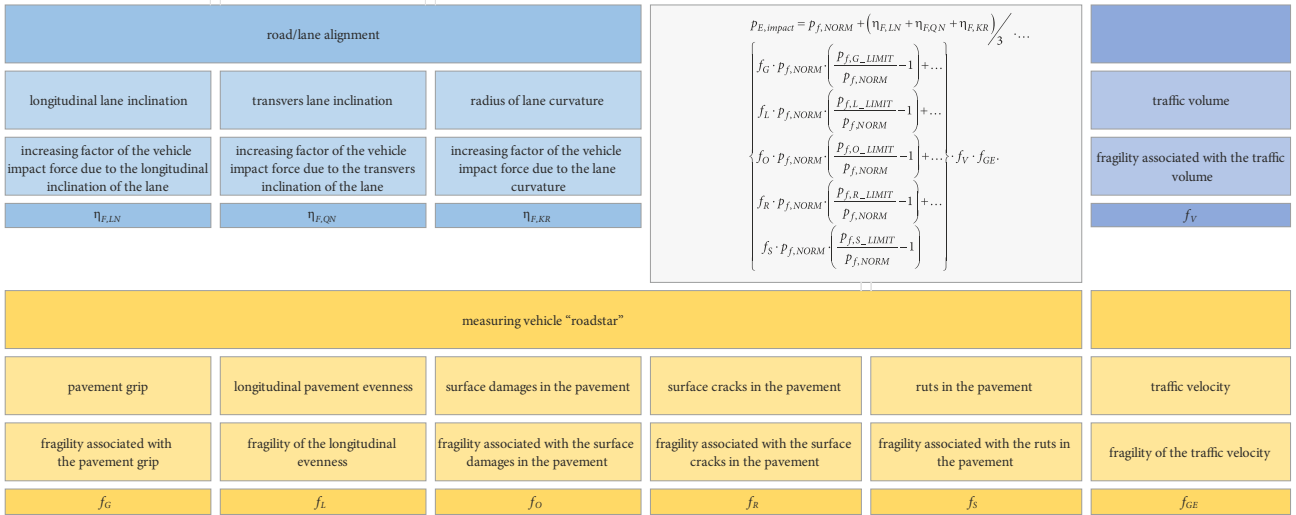 road/lane alignment
longitudinal lane inclination
transvers lane inclination
radius of lane curvature
traffic volume
increasing factor of the vehicle
impact force due to the longitudinal
inclination of the lane
increasing factor of the vehicle
impact force due to the transvers
inclination of the lane
increasing factor of the vehicle
impact force due to the lane
curvature
fragility associated with the traffic
volume
η_{F,LN}
η_{F,QN}
η_{F,KR}
f_V
p_{E,impact} = p_{f,NORM} + (η_{F,LN} + η_{F,QN} + η_{F,KR})/3 ·…
{ f_G · p_{f,NORM} · (p_{f,G_LIMIT}/p_{f,NORM} −1) +…
f_L · p_{f,NORM} · (p_{f,L_LIMIT}/p_{f,NORM} −1) +…
f_O · p_{f,NORM} · (p_{f,O_LIMIT}/p_{f,NORM} −1) +…
f_R · p_{f,NORM} · (p_{f,R_LIMIT}/p_{f,NORM} −1) +…
f_S · p_{f,NORM} · (p_{f,S_LIMIT}/p_{f,NORM} −1) } · f_V · f_{GE}.
measuring vehicle “roadstar”
pavement grip
longitudinal pavement evenness
surface damages in the pavement
surface cracks in the pavement
ruts in the pavement
traffic velocity
fragility associated with
the pavement grip
fragility of the longitudinal
evenness
fragility associated with the surface
damages in the pavement
fragility associated with the surface
cracks in the pavement
fragility associated with the ruts in
the pavement
fragility of the traffic velocity
f_G
f_L
f_O
f_R
f_S
f_{GE}